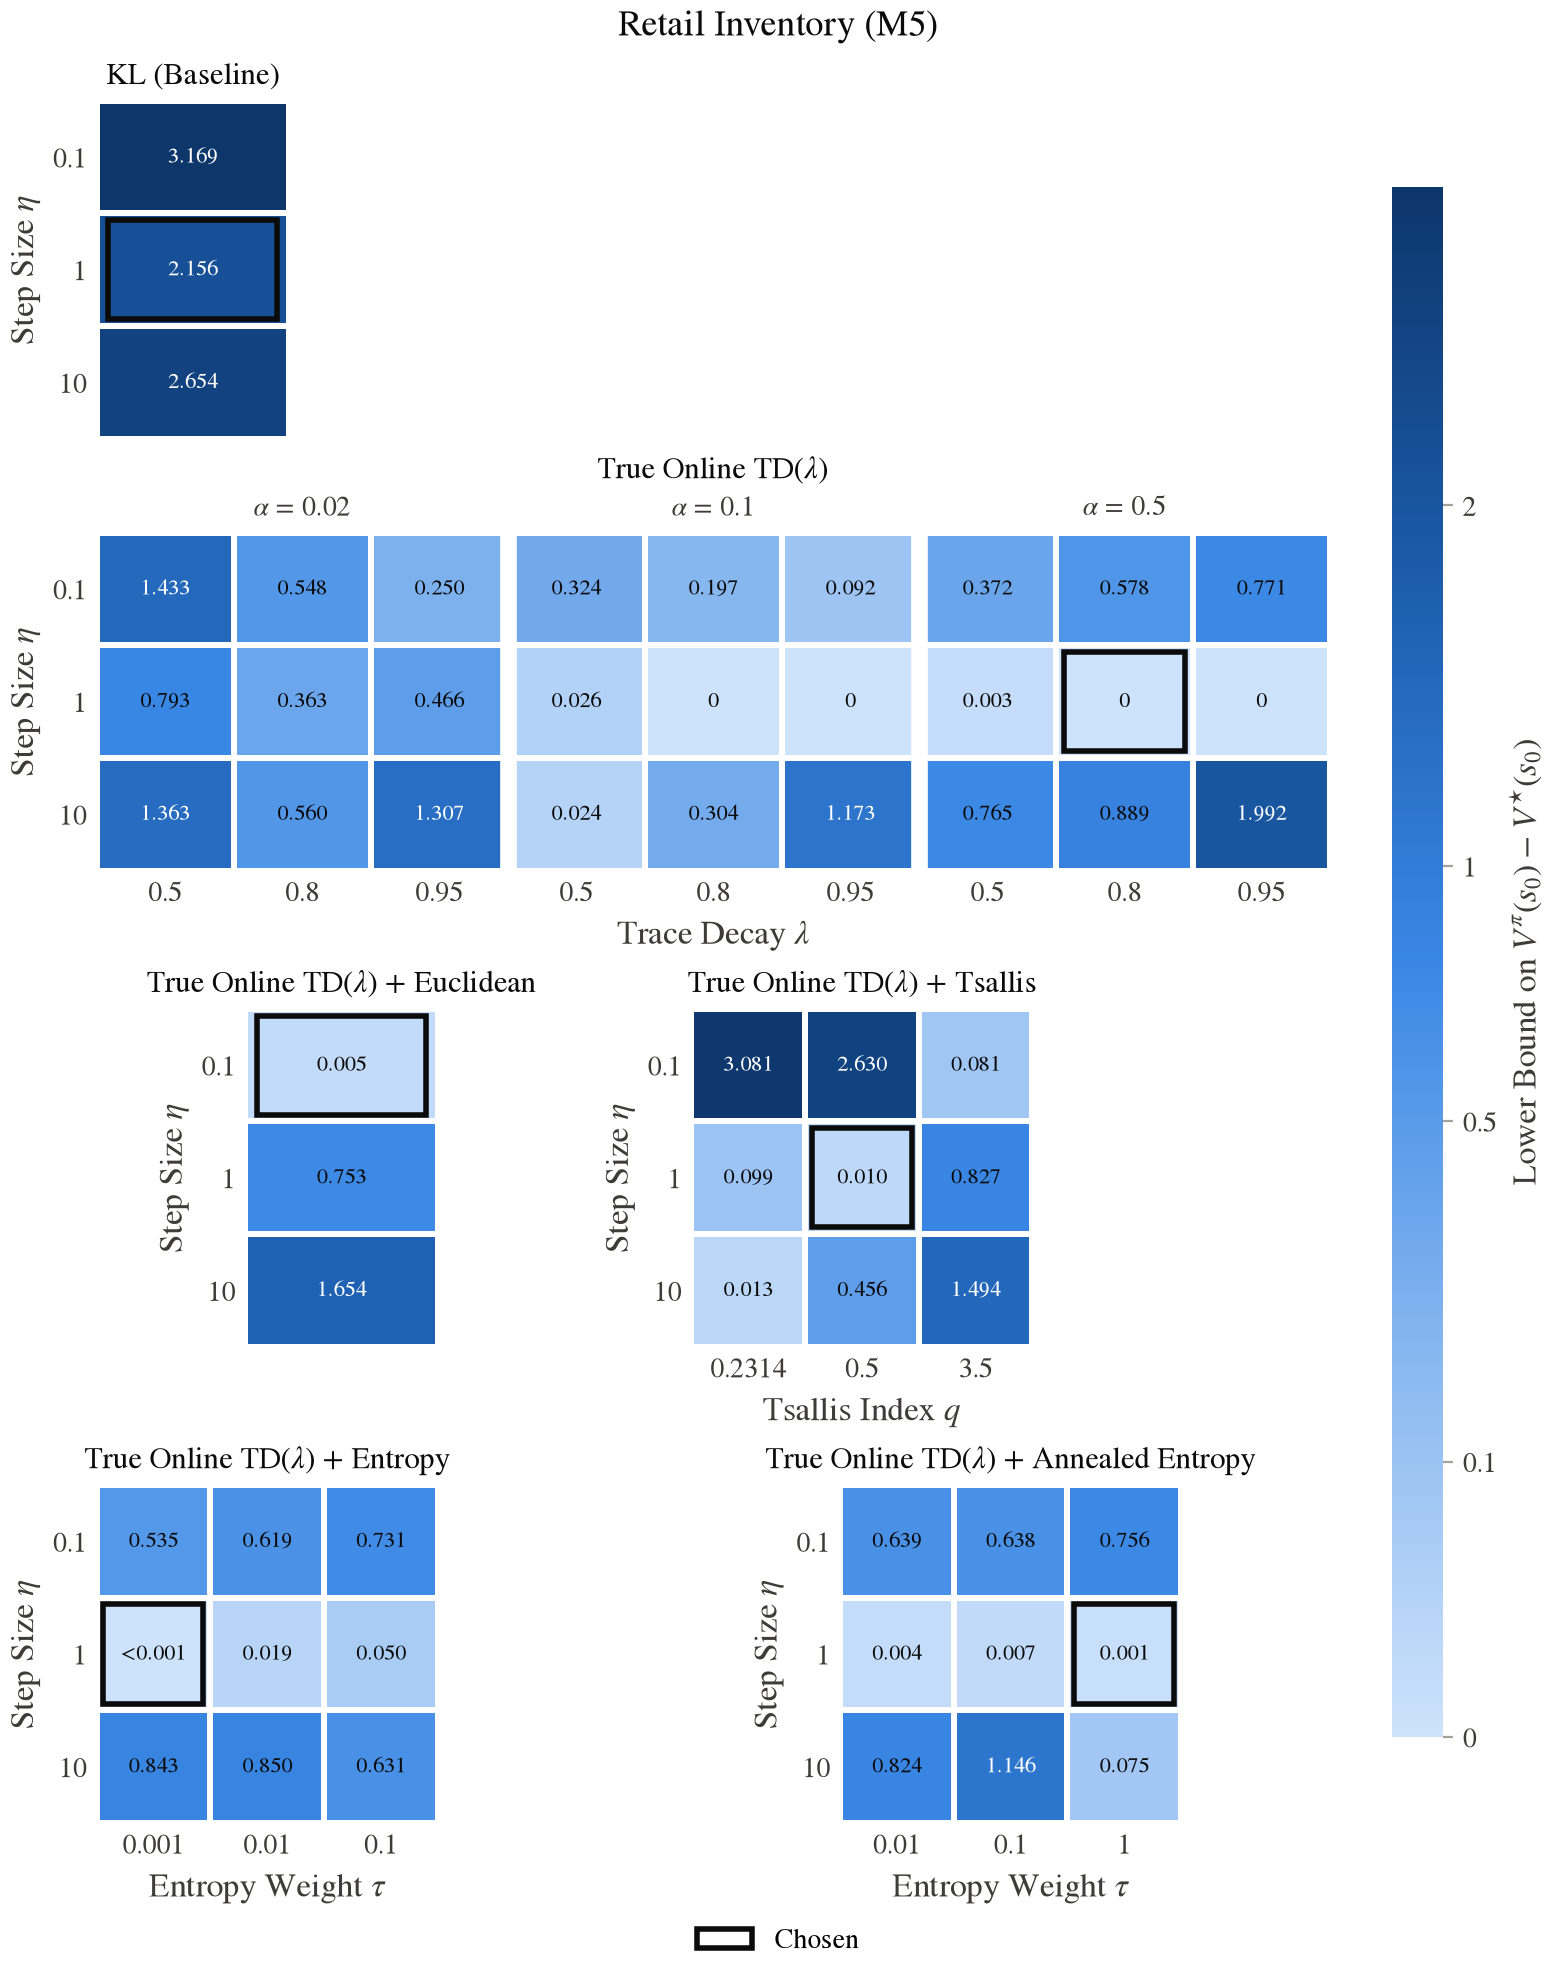 Retail Inventory (M5)
KL (Baseline)
Step Size η
0.1 3.169
1 2.156
10 2.654
True Online TD(λ)
α = 0.02 α = 0.1 α = 0.5
Step Size η
0.1 1.433 0.548 0.250 0.324 0.197 0.092 0.372 0.578 0.771
1 0.793 0.363 0.466 0.026 0 0 0.003 0 0
10 1.363 0.560 1.307 0.024 0.304 1.173 0.765 0.889 1.992
0.5 0.8 0.95 0.5 0.8 0.95 0.5 0.8 0.95
Trace Decay λ
True Online TD(λ) + Euclidean
Step Size η
0.1 0.005
1 0.753
10 1.654
True Online TD(λ) + Tsallis
Step Size η
0.1 3.081 2.630 0.081
1 0.099 0.010 0.827
10 0.013 0.456 1.494
0.2314 0.5 3.5
Tsallis Index q
True Online TD(λ) + Entropy
Step Size η
0.1 0.535 0.619 0.731
1 <0.001 0.019 0.050
10 0.843 0.850 0.631
0.001 0.01 0.1
Entropy Weight τ
True Online TD(λ) + Annealed Entropy
Step Size η
0.1 0.639 0.638 0.756
1 0.004 0.007 0.001
10 0.824 1.146 0.075
0.01 0.1 1
Entropy Weight τ
2
1
0.5
0.1
0
Lower Bound on V^π(s₀) − V^★(s₀)
Chosen